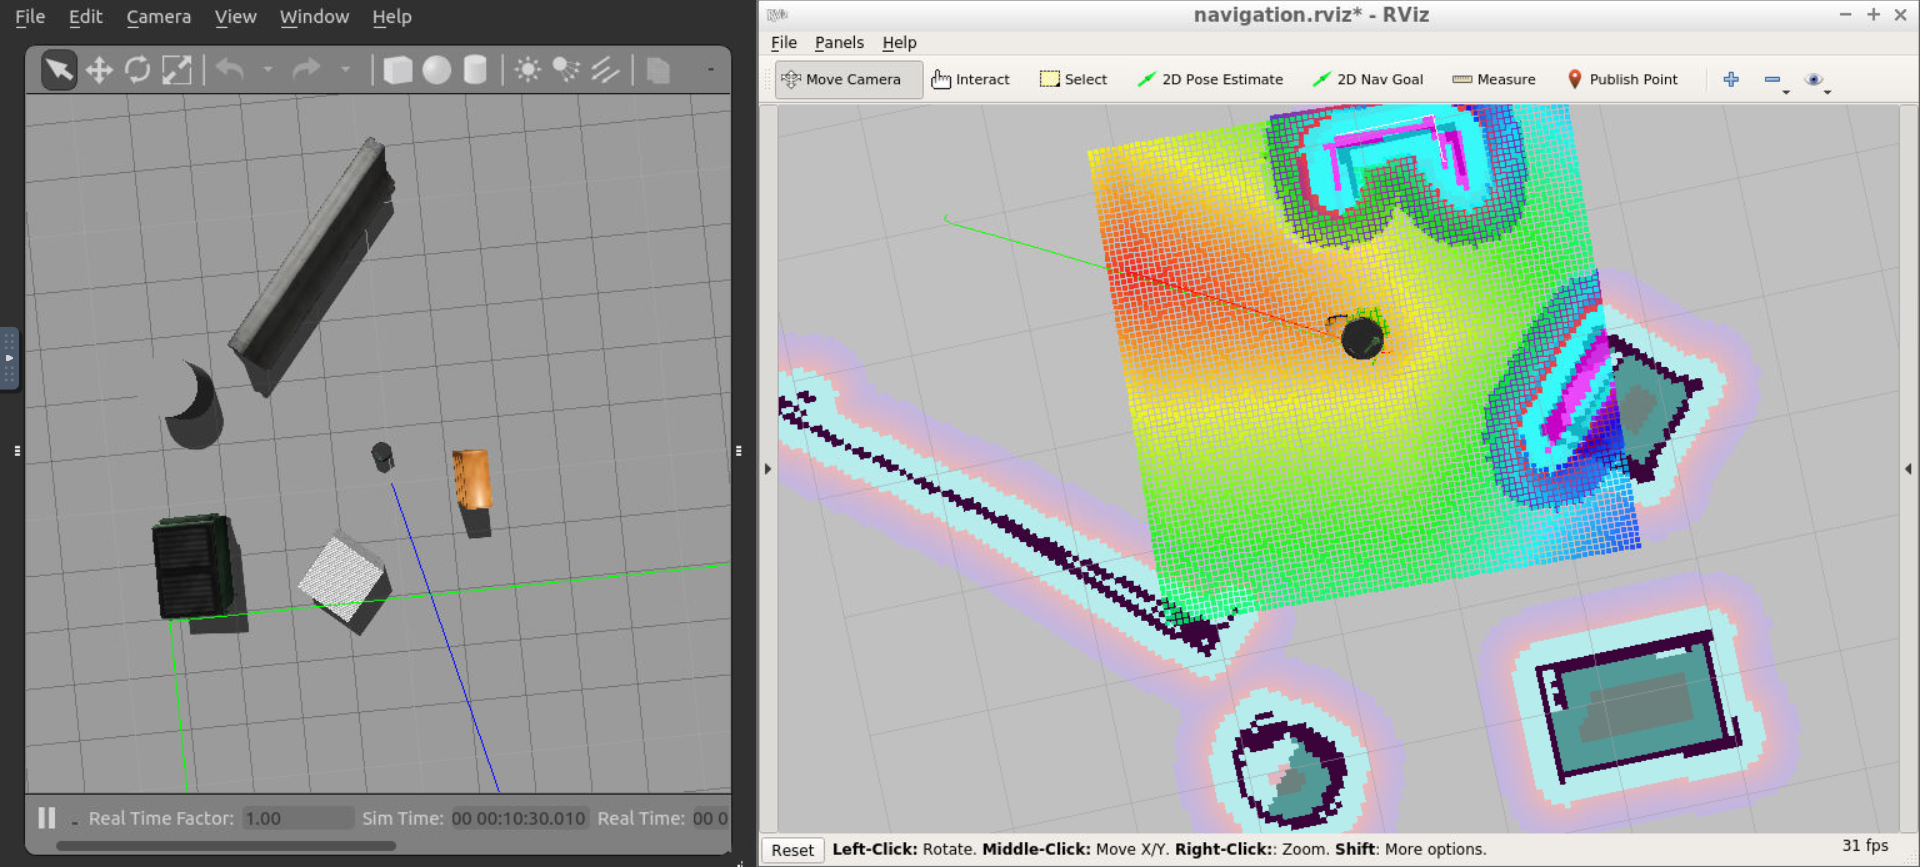 File Edit Camera View Window Help
Real Time Factor: 1.00 Sim Time: 00 00:10:30.010 Real Time: 00 0
navigation.rviz* - RViz
File Panels Help
Move Camera Interact Select 2D Pose Estimate 2D Nav Goal Measure Publish Point
Reset Left-Click: Rotate. Middle-Click: Move X/Y. Right-Click:: Zoom. Shift: More options. 31 fps